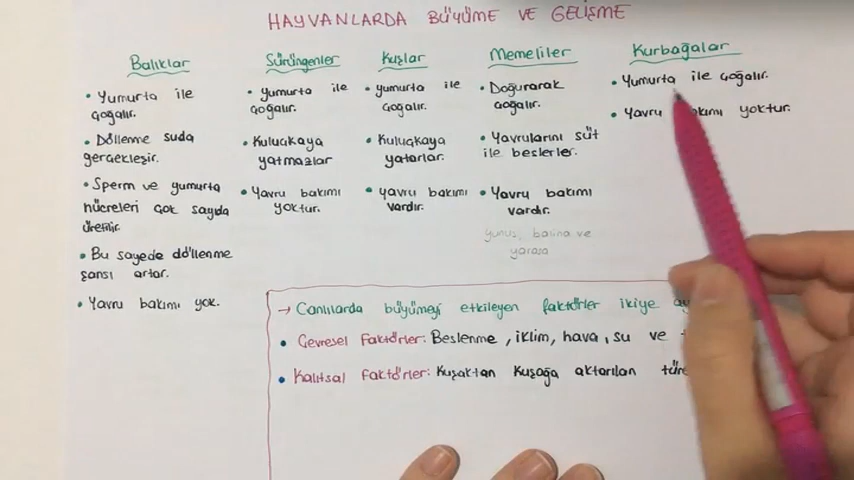 HAYVANLARDA BÜYÜME VE GELİŞME
Balıklar
• Yumurta ile
çoğalır.
• Döllenme suda
gerçekleşir.
• Sperm ve yumurta
hücreleri çok sayıda
üretilir.
• Bu sayede döllenme
şansı artar.
• Yavru bakımı yok.
Sürüngenler
• Yumurta ile
çoğalır.
• Kuluçkaya
yatmazlar
• Yavru bakımı
yoktur.
Kuşlar
• yumurta ile
çoğalır.
• Kuluçkaya
yatarlar.
• yavru bakımı
vardır.
Memeliler
• Doğurarak
çoğalır.
• Yavrularını süt
ile beslerler.
• Yavru bakımı
vardır.
yunus, balina ve
yarasa
Kurbağalar
• Yumurta ile çoğalır.
• Yavru yoktur.
→ Canlılarda büyümeyi etkileyen faktörler ikiye
• Çevresel Faktörler: Beslenme, iklim, hava, su ve
• Kalıtsal Faktörler: Kuşaktan kuşağa aktarılan